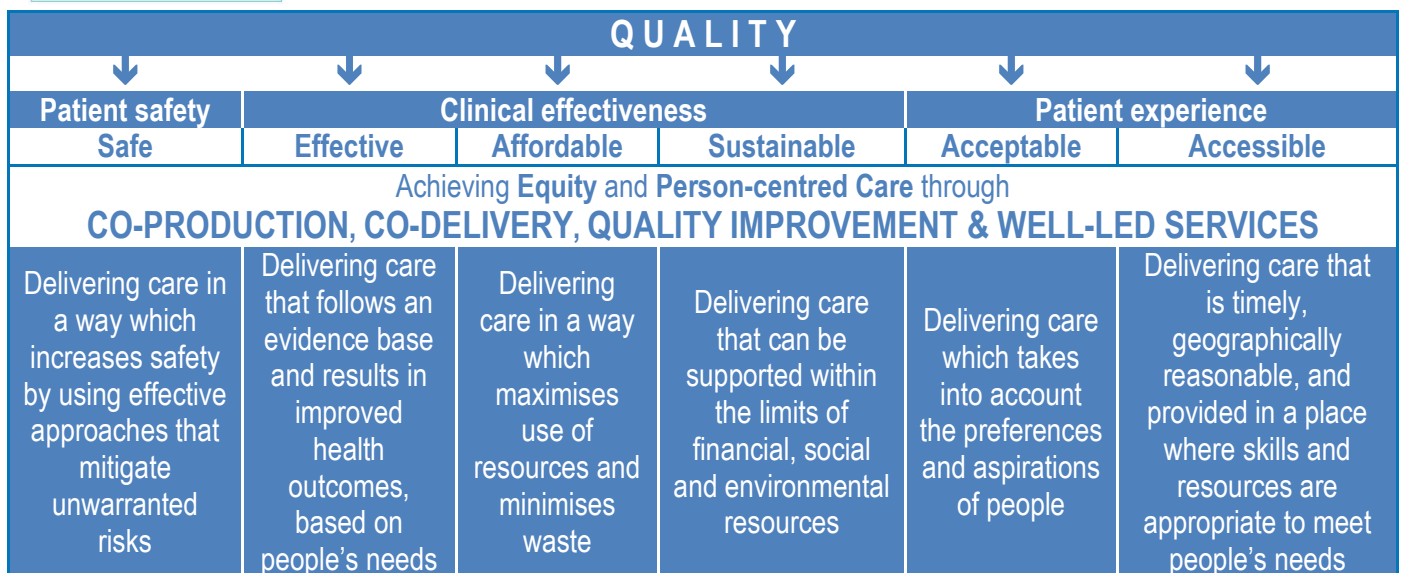 QUALITY
Patient safety Clinical effectiveness Patient experience
Safe Effective Affordable Sustainable Acceptable Accessible
Achieving Equity and Person-centred Care through
CO-PRODUCTION, CO-DELIVERY, QUALITY IMPROVEMENT & WELL-LED SERVICES
Delivering care in
a way which
increases safety
by using effective
approaches that
mitigate
unwarranted
risks
Delivering care
that follows an
evidence base
and results in
improved
health
outcomes,
based on
people's needs
Delivering
care in a way
which
maximises
use of
resources and
minimises
waste
Delivering care
that can be
supported within
the limits of
financial, social
and environmental
resources
Delivering care
which takes
into account
the preferences
and aspirations
of people
Delivering care that
is timely,
geographically
reasonable, and
provided in a place
where skills and
resources are
appropriate to meet
people's needs